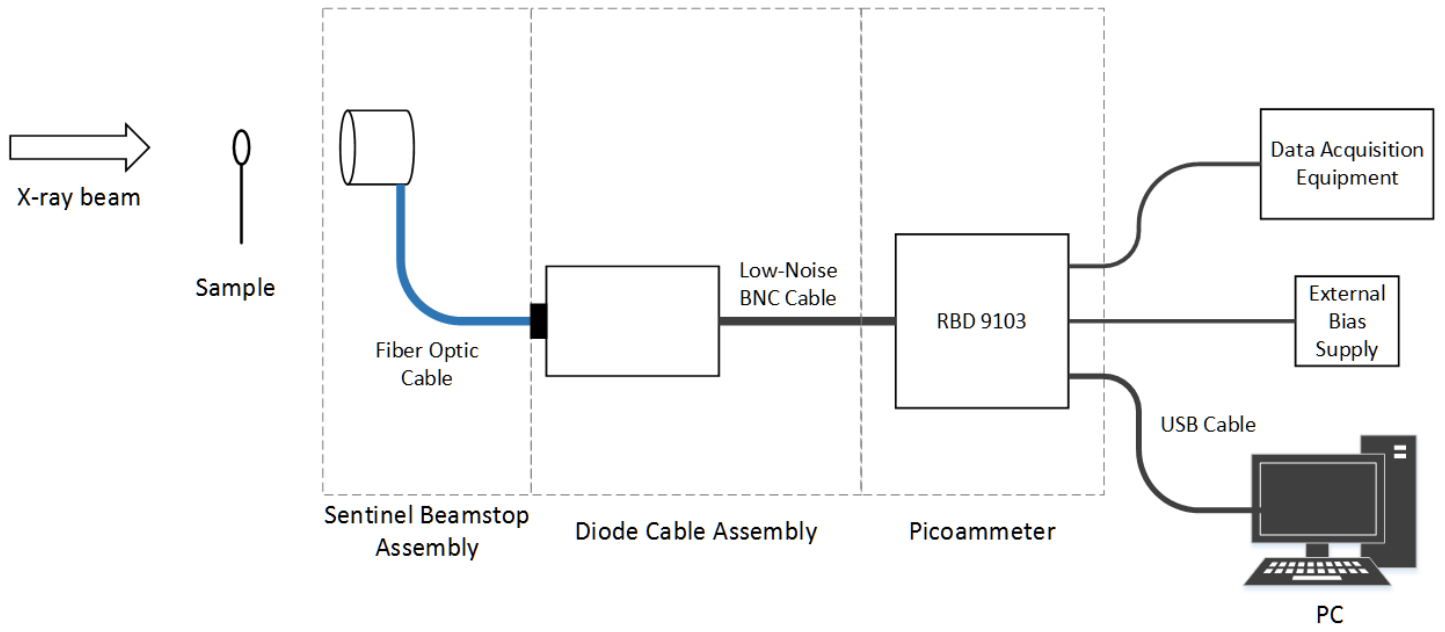 X-ray beam
Sample
Fiber Optic
Cable
Sentinel Beamstop
Assembly
Low-Noise
BNC Cable
Diode Cable Assembly
RBD 9103
Picoammeter
Data Acquisition
Equipment
External
Bias
Supply
USB Cable
PC